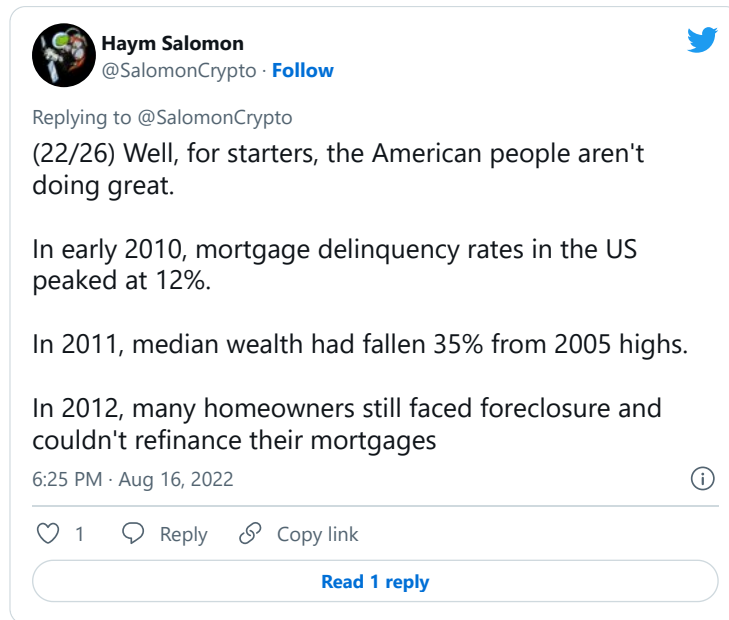 Haym Salomon
@SalomonCrypto · Follow
Replying to @SalomonCrypto
(22/26) Well, for starters, the American people aren't
doing great.
In early 2010, mortgage delinquency rates in the US
peaked at 12%.
In 2011, median wealth had fallen 35% from 2005 highs.
In 2012, many homeowners still faced foreclosure and
couldn't refinance their mortgages
6:25 PM · Aug 16, 2022
1 Reply Copy link
Read 1 reply